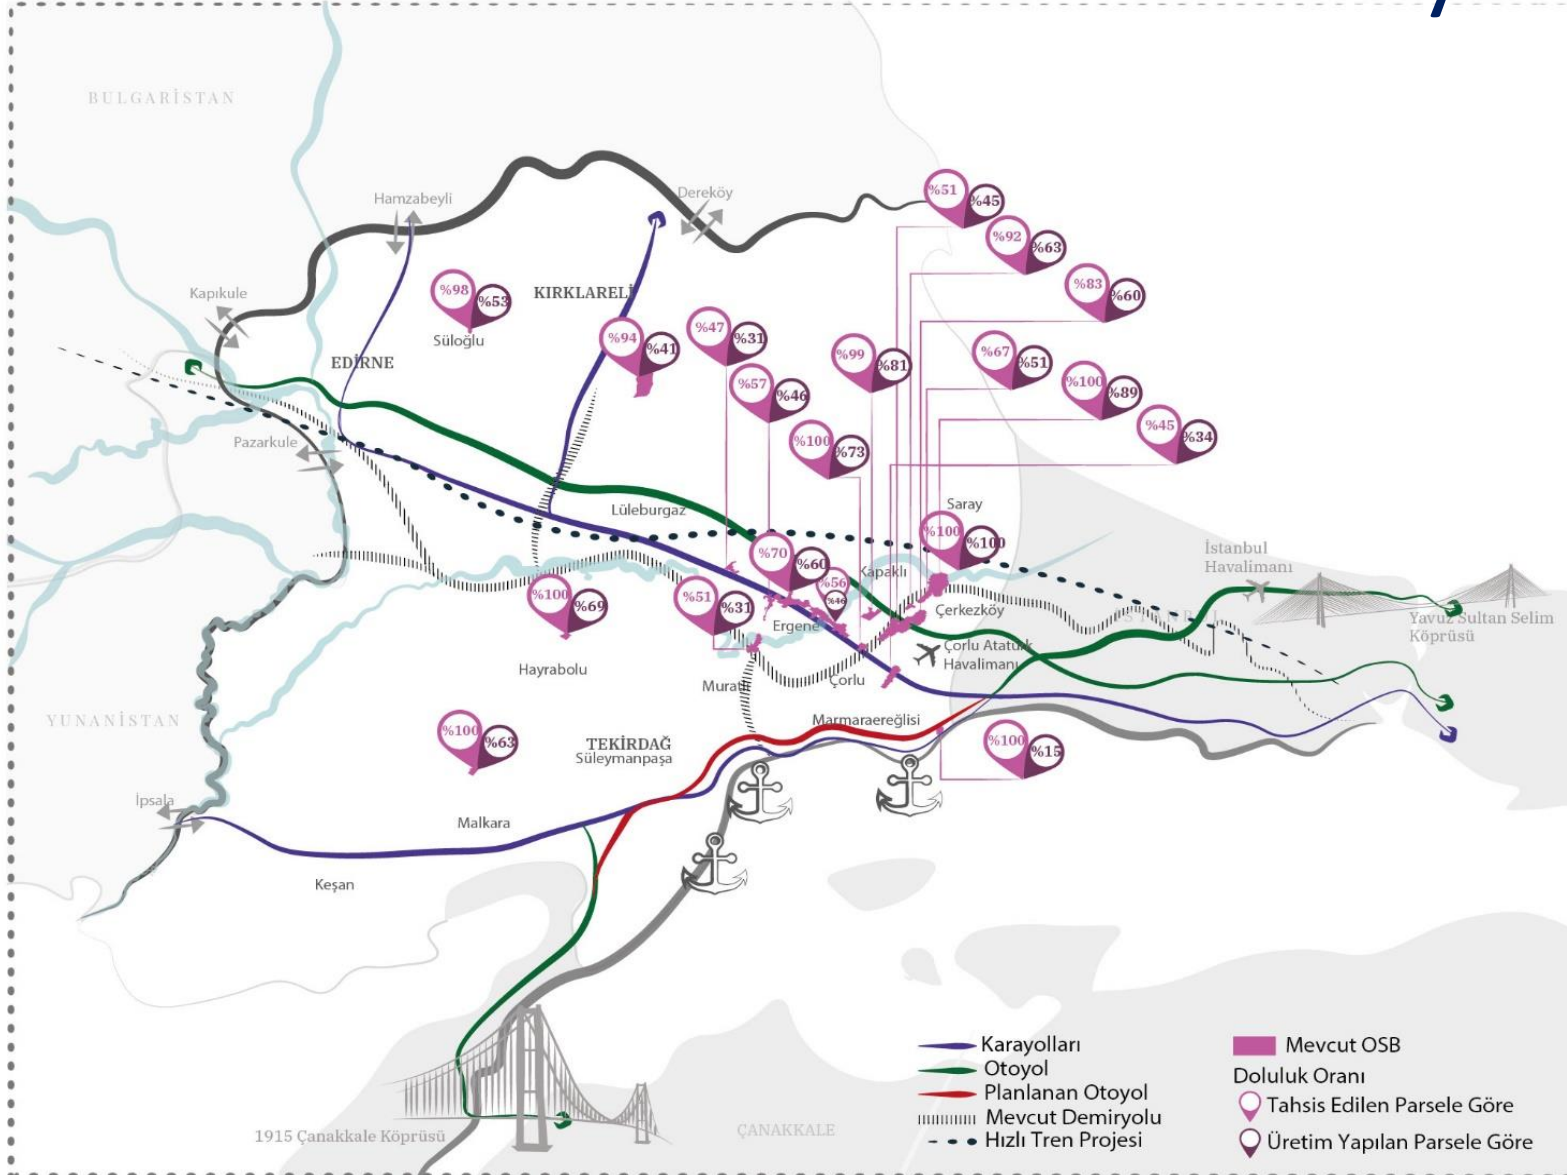 BULGARİSTAN
Hamzabeyli
Dereköy
%51
%45
%92
%63
Kapıkule
%98
%53
KIRKLARELİ
%83
%60
Süloğlu
%94
%41
%47
%31
%99
%81
%67
%51
EDİRNE
%57
%46
%100
%89
%100
%73
%45
%34
Pazarkule
Lüleburgaz
Saray
%100
%100
%70
%60
Kapaklı
İstanbul
Havalimanı
%56
%46
%100
%69
%51
%31
Ergene
Çerkezköy
İSTANBUL
Yavuz Sultan Selim
Köprüsü
Çorlu Atatürk
Havalimanı
Hayrabolu
Muratlı
Çorlu
YUNANİSTAN
%100
%63
TEKİRDAĞ
Süleymanpaşa
Marmaraereğlisi
%100
%15
İpsala
Malkara
Keşan
1915 Çanakkale Köprüsü
ÇANAKKALE
Karayolları
Otoyol
Planlanan Otoyol
Mevcut Demiryolu
Hızlı Tren Projesi
Mevcut OSB
Doluluk Oranı
Tahsis Edilen Parsele Göre
Üretim Yapılan Parsele Göre